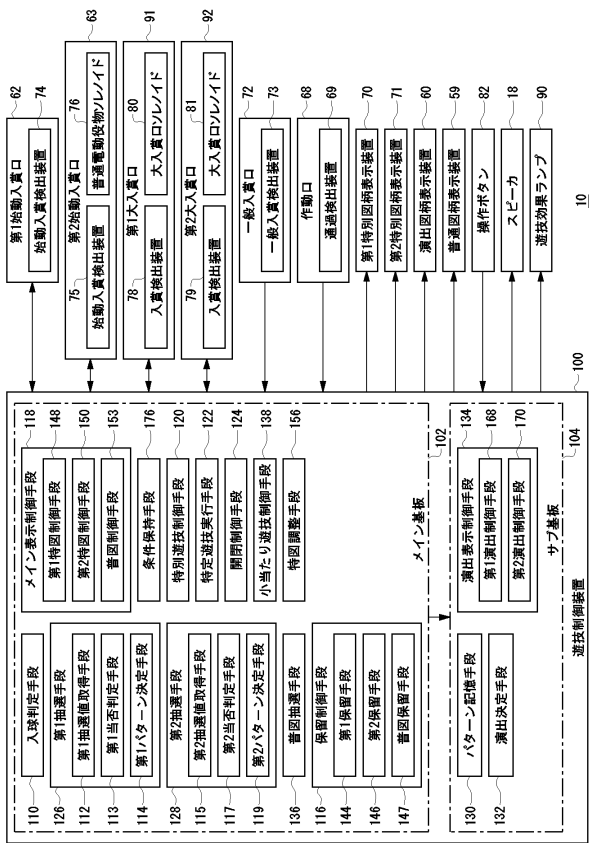 62
第1始動入賞口
始動入賞検出装置
74
63
第2始動入賞口
75
始動入賞検出装置
76
普通電動役物ソレノイド
91
第1大入賞口
78
入賞検出装置
80
大入賞口ソレノイド
92
第2大入賞口
79
入賞検出装置
81
大入賞口ソレノイド
72
一般入賞口
一般入賞検出装置
73
68
作動口
通過検出装置
69
第1特別図柄表示装置
70
第2特別図柄表示装置
71
演出図柄表示装置
60
普通図柄表示装置
59
操作ボタン
82
スピーカ
18
遊技効果ランプ
90
10
100
遊技制御装置
102
メイン基板
110
入球判定手段
126
第1抽選手段
112
第1抽選値取得手段
113
第1当否判定手段
114
第1パターン決定手段
128
第2抽選手段
115
第2抽選値取得手段
117
第2当否判定手段
119
第2パターン決定手段
136
普図抽選手段
116
保留制御手段
144
第1保留手段
146
第2保留手段
147
普図保留手段
118
メイン表示制御手段
148
第1特図制御手段
150
第2特図制御手段
153
普図制御手段
176
条件保持手段
120
特別遊技制御手段
122
特定遊技実行手段
124
開閉制御手段
138
小当たり遊技制御手段
156
特図調整手段
104
サブ基板
130
パターン記憶手段
132
演出決定手段
134
演出表示制御手段
168
第1演出制御手段
170
第2演出制御手段